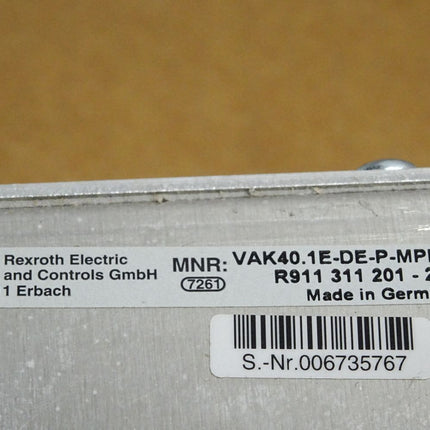 Rexroth Electric
and Controls GmbH
1 Erbach
MNR: VAK40.1E-DE-P-MP
7261 R911 311 201 - 2
Made in Germ
S.-Nr.006735767